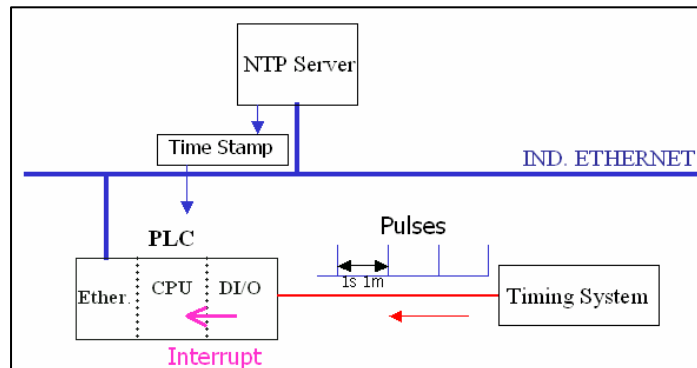 NTP Server
Time Stamp
IND. ETHERNET
PLC
Pulses
1s 1m
Ether.
CPU
DI/O
Timing System
Interrupt